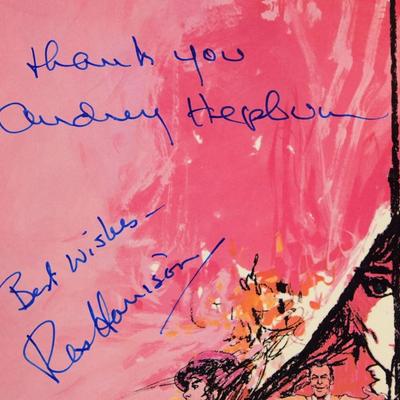 thank you
Audrey Hepburn
Best Wishes -
Rex Harrison